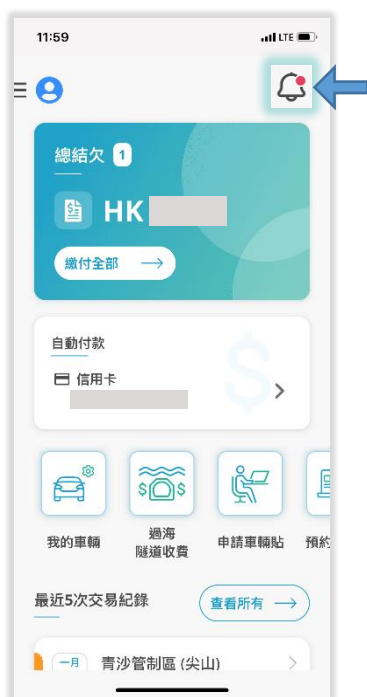 11:59
LTE
總結欠 1
HK
繳付全部
自動付款
信用卡
我的車輛
過海
隧道收費
申請車輛貼
預約
最近5次交易紀錄
查看所有
一月
青沙管制區 (尖山)